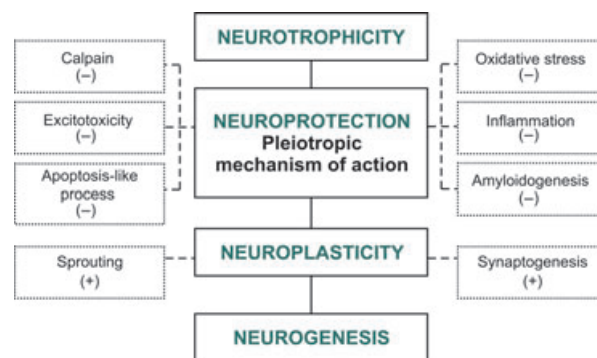 NEUROTROPHICITY
Calpain
(–)
Excitotoxicity
(–)
Apoptosis-like
process
(–)
NEUROPROTECTION
Pleiotropic
mechanism of action
Oxidative stress
(–)
Inflammation
(–)
Amyloidogenesis
(–)
Sprouting
(+)
NEUROPLASTICITY
Synaptogenesis
(+)
NEUROGENESIS